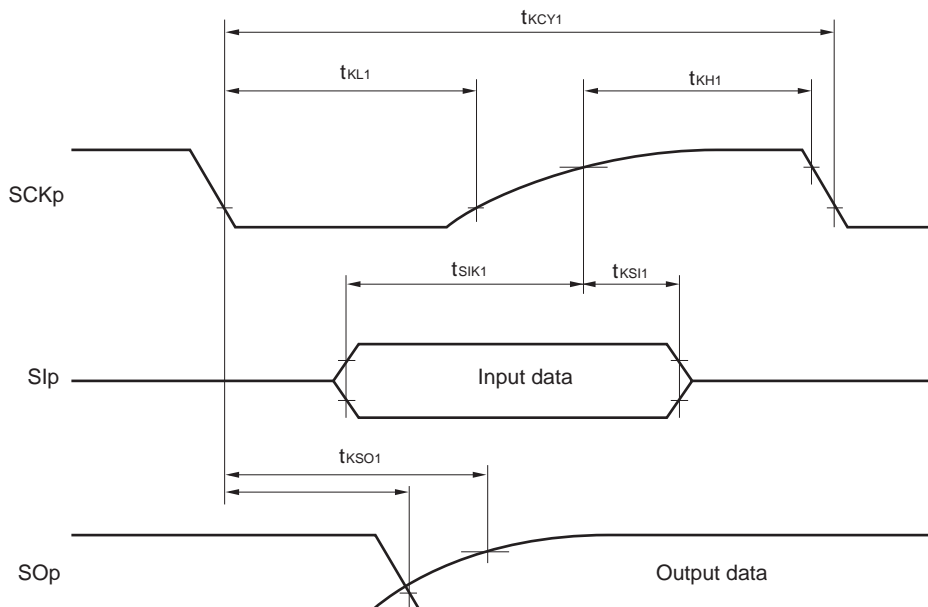 tKCY1
tKL1
tKH1
SCKp
tSIK1
tKSI1
SIp
Input data
tKSO1
SOp
Output data